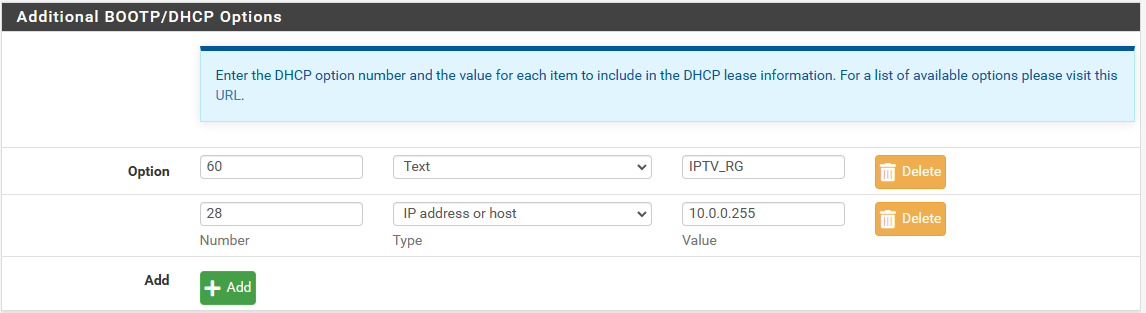 Additional BOOTP/DHCP Options
Enter the DHCP option number and the value for each item to include in the DHCP lease information. For a list of available options please visit this
URL.
Option 60 Text IPTV_RG Delete
28 IP address or host 10.0.0.255 Delete
Number Type Value
Add Add